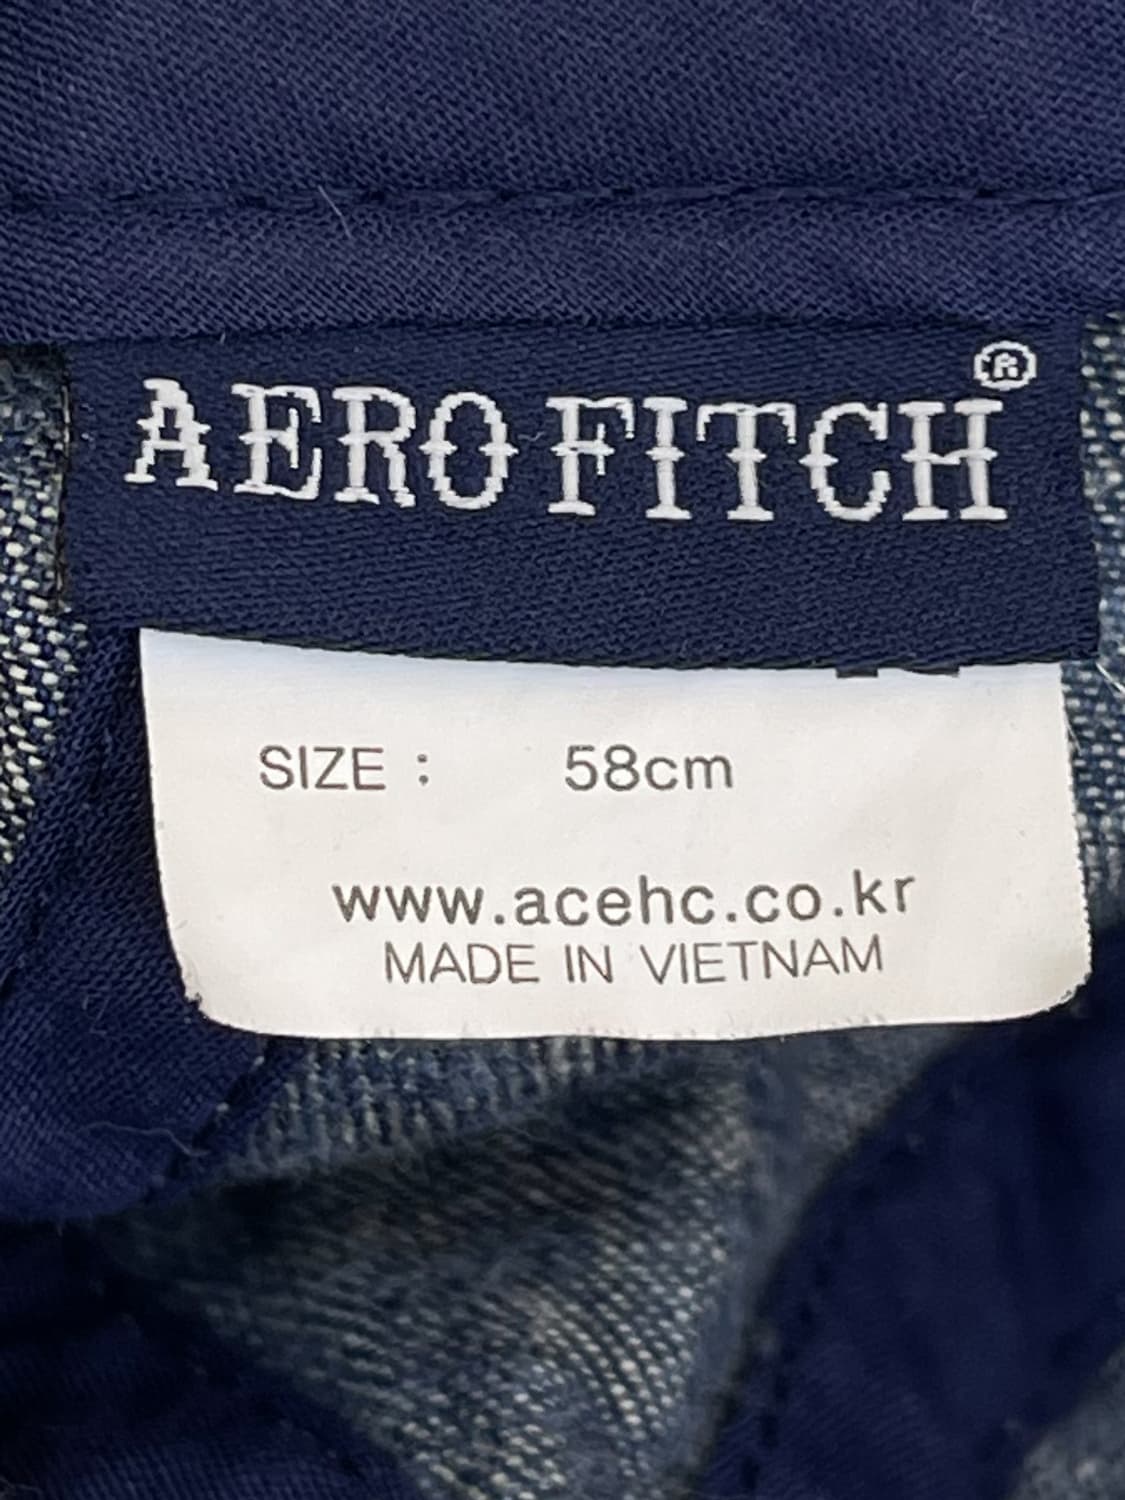 AERO FITCH®
SIZE : 58cm
www.acehc.co.kr
MADE IN VIETNAM